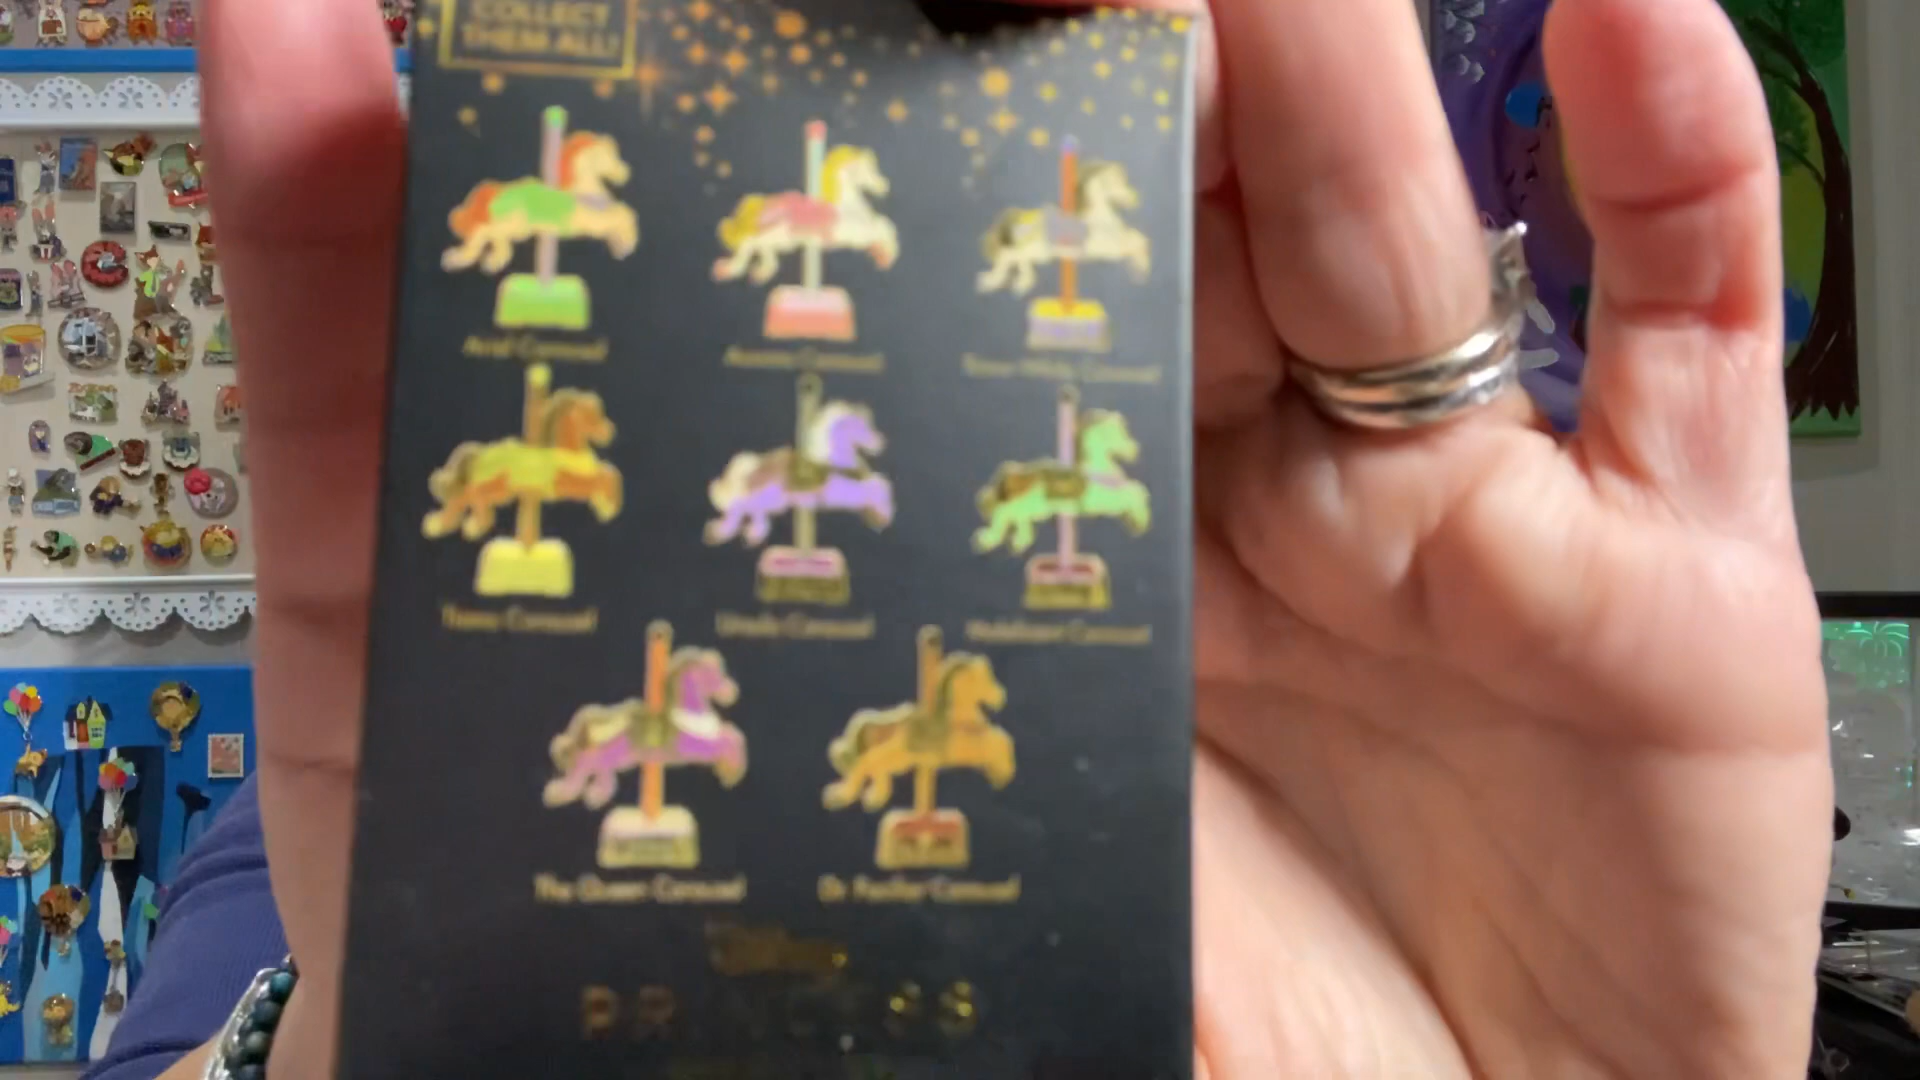 COLLECT
THEM ALL!
Ariel Carousel
Aurora Carousel
Snow White Carousel
Tiana Carousel
Ursula Carousel
Maleficent Carousel
The Queen Carousel
Dr. Facilier Carousel